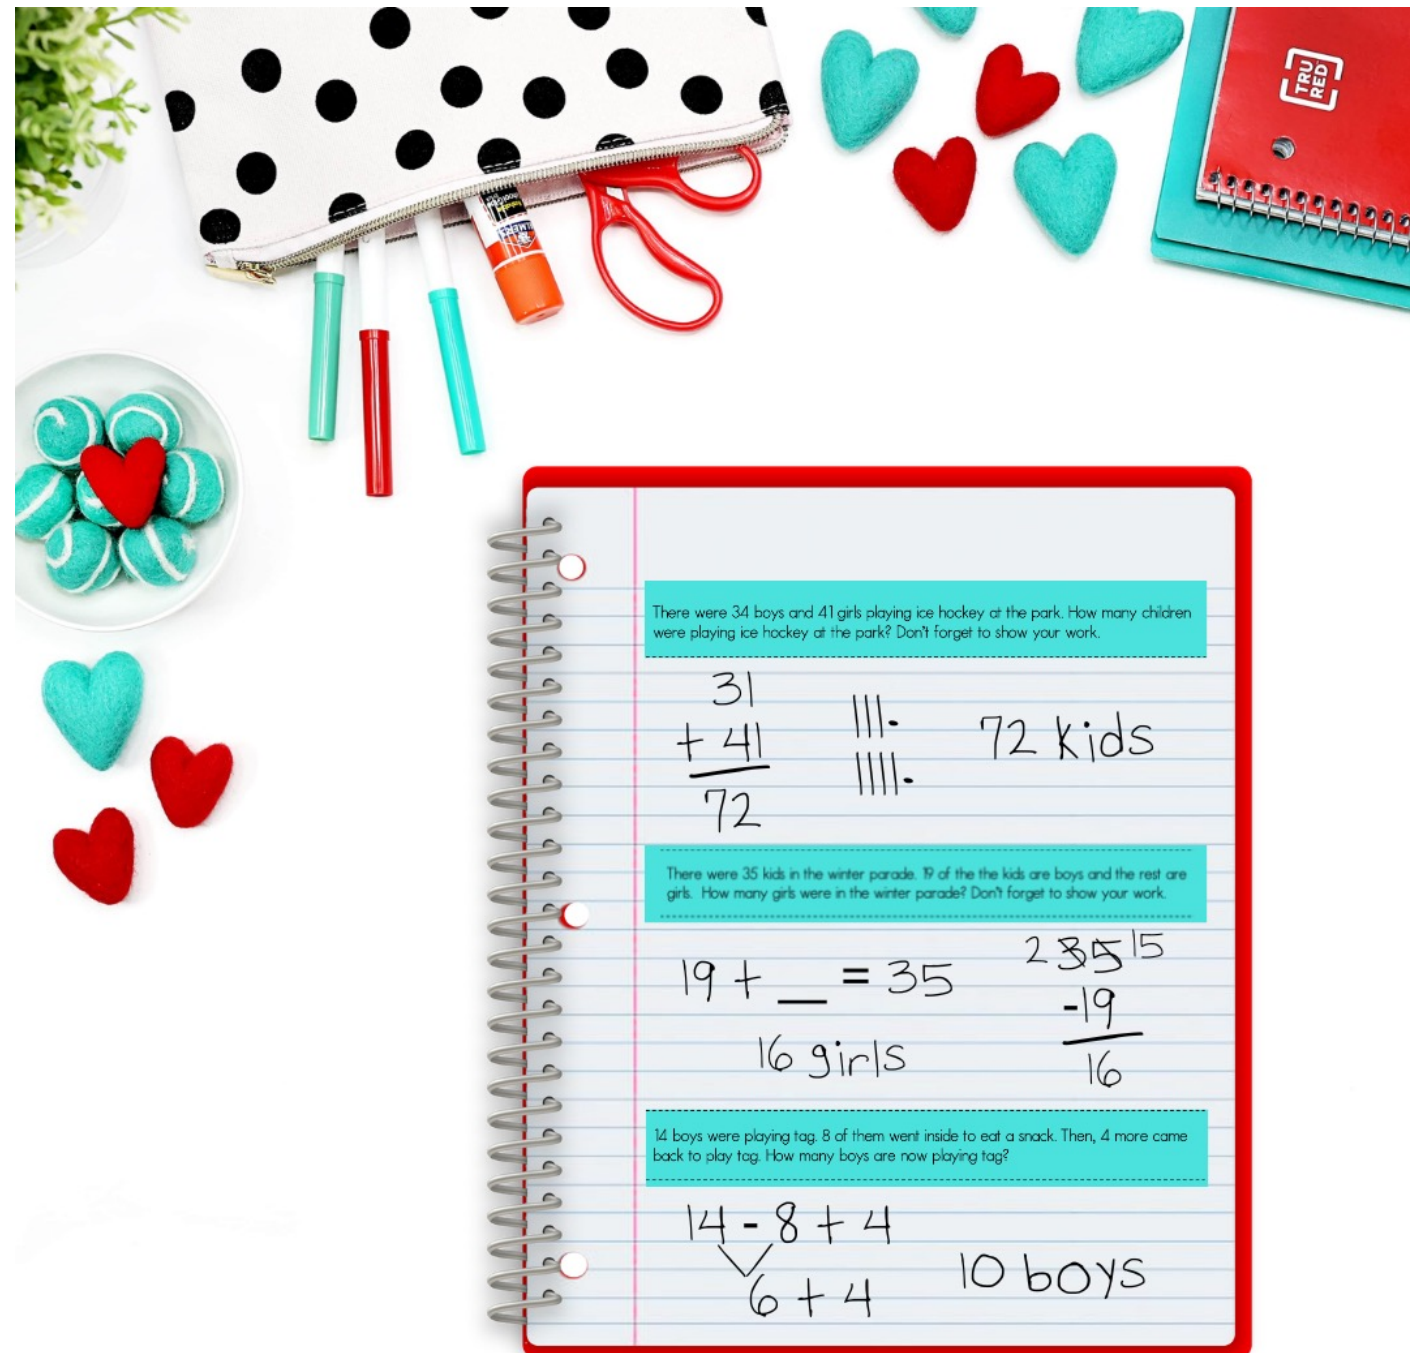 TRU
RED
ELMER'S
There were 34 boys and 41 girls playing ice hockey at the park. How many children
were playing ice hockey at the park? Don't forget to show your work.
31
+ 41
72
72 kids
There were 35 kids in the winter parade. 19 of the the kids are boys and the rest are
girls. How many girls were in the winter parade? Don't forget to show your work.
19 + __ = 35
16 girls
2 35 15
-19
16
14 boys were playing tag. 8 of them went inside to eat a snack. Then, 4 more came
back to play tag. How many boys are now playing tag?
14 - 8 + 4
6 + 4
10 boys